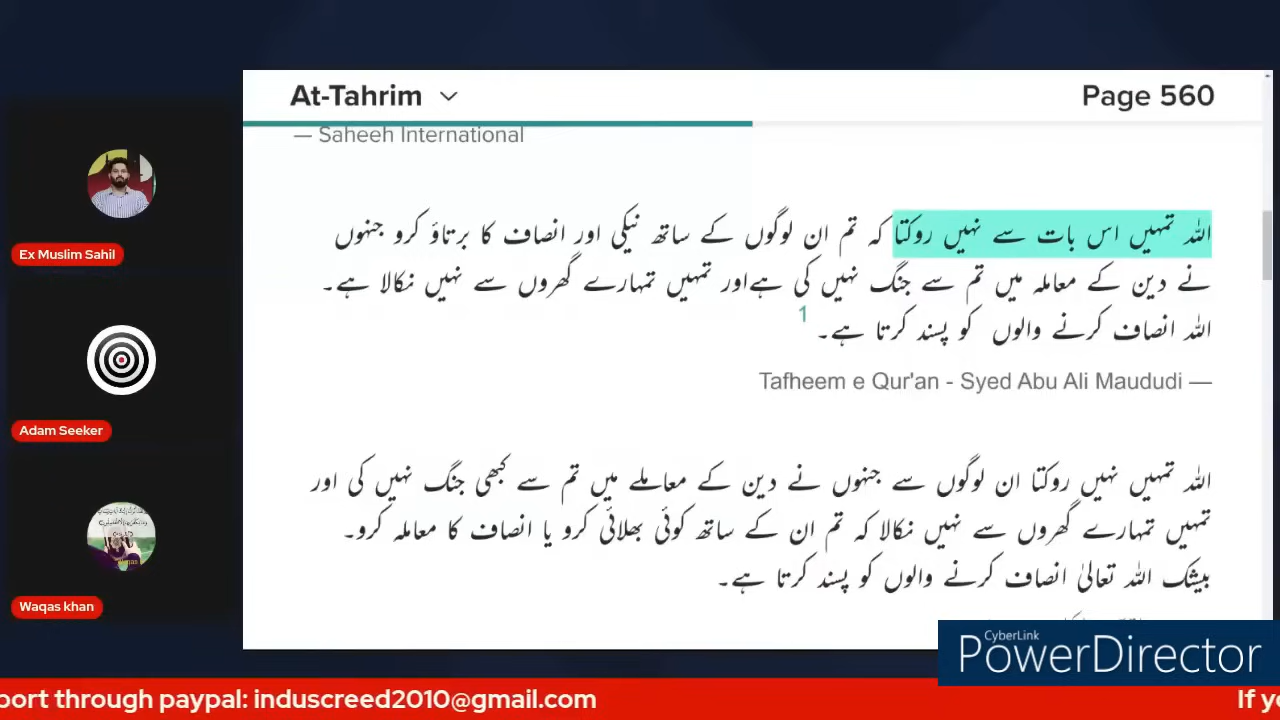 At-Tahrim
Page 560
— Saheeh International
اللہ تمہیں اس بات سے نہیں روکتا کہ تم ان لوگوں کے ساتھ نیکی اور انصاف کا برتاؤ کرو جنہوں
نے دین کے معاملہ میں تم سے جنگ نہیں کی ہےاور تمہیں تمہارے گھروں سے نہیں نکالا ہے۔
اللہ انصاف کرنے والوں کو پسند کرتا ہے۔ 1
Tafheem e Qur'an - Syed Abu Ali Maududi —
اللہ تمہیں نہیں روکتا ان لوگوں سے جنہوں نے دین کے معاملے میں تم سے کبھی جنگ نہیں کی اور
تمہیں تمہارے گھروں سے نہیں نکالا کہ تم ان کے ساتھ کوئی بھلائی کرو یا انصاف کا معاملہ کرو۔
بیشک اللہ تعالیٰ انصاف کرنے والوں کو پسند کرتا ہے۔
Ex Muslim Sahil
Adam Seeker
Waqas khan
CyberLink
PowerDirector
port through paypal: induscreed2010@gmail.com
If ye